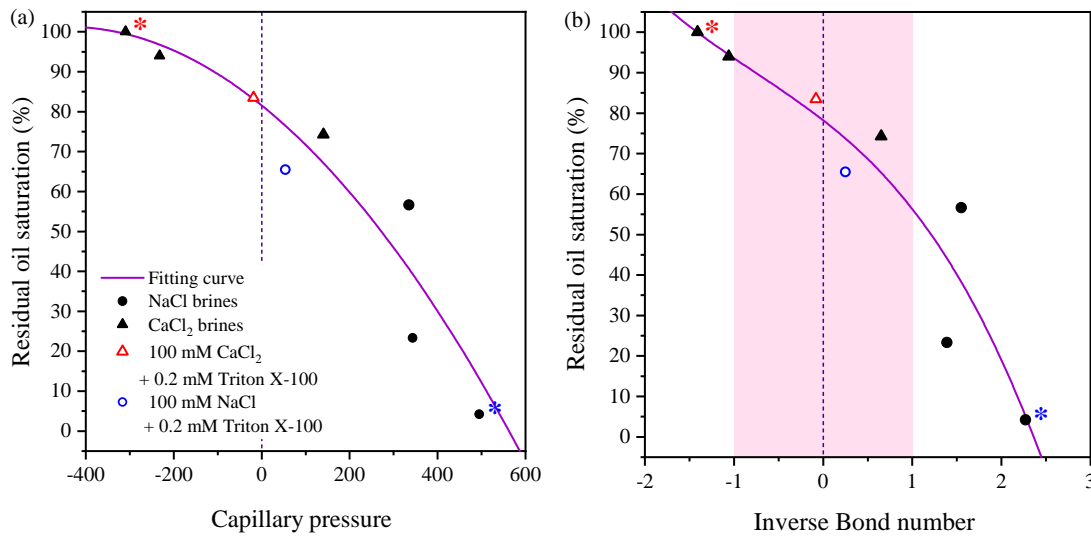 (a)
100
90
80
70
60
50
40
30
20
10
0
Residual oil saturation (%)
*
Fitting curve
NaCl brines
CaCl₂ brines
100 mM CaCl₂
+ 0.2 mM Triton X-100
100 mM NaCl
+ 0.2 mM Triton X-100
*
-400 -200 0 200 400 600
Capillary pressure
(b)
100
90
80
70
60
50
40
30
20
10
0
Residual oil saturation (%)
*
*
-2 -1 0 1 2 3
Inverse Bond number